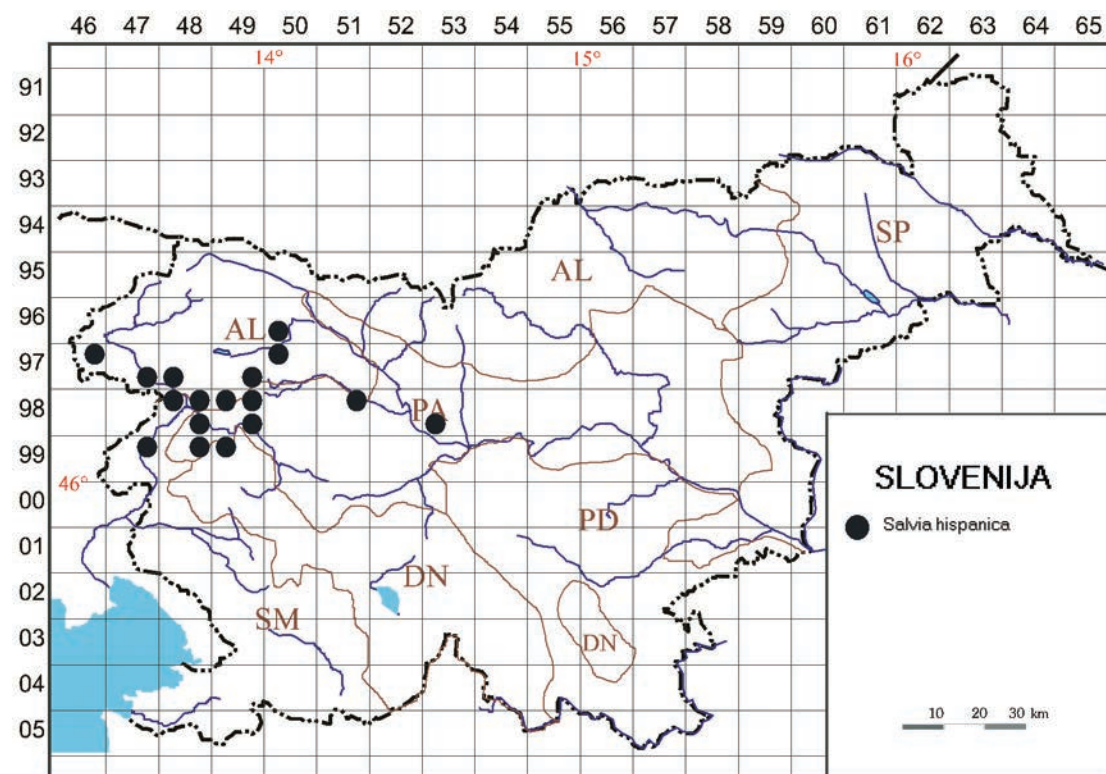 46 47 48 49 50 51 52 53 54 55 56 57 58 59 60 61 62 63 64 65
14° 15° 16°
91
92
93
94 SP
95 AL
96 AL
97
98 PA
99
46°
00 PD
01
02 DN
03 SM DN
04
05
SLOVENIJA
Salvia hispanica
10 20 30 km